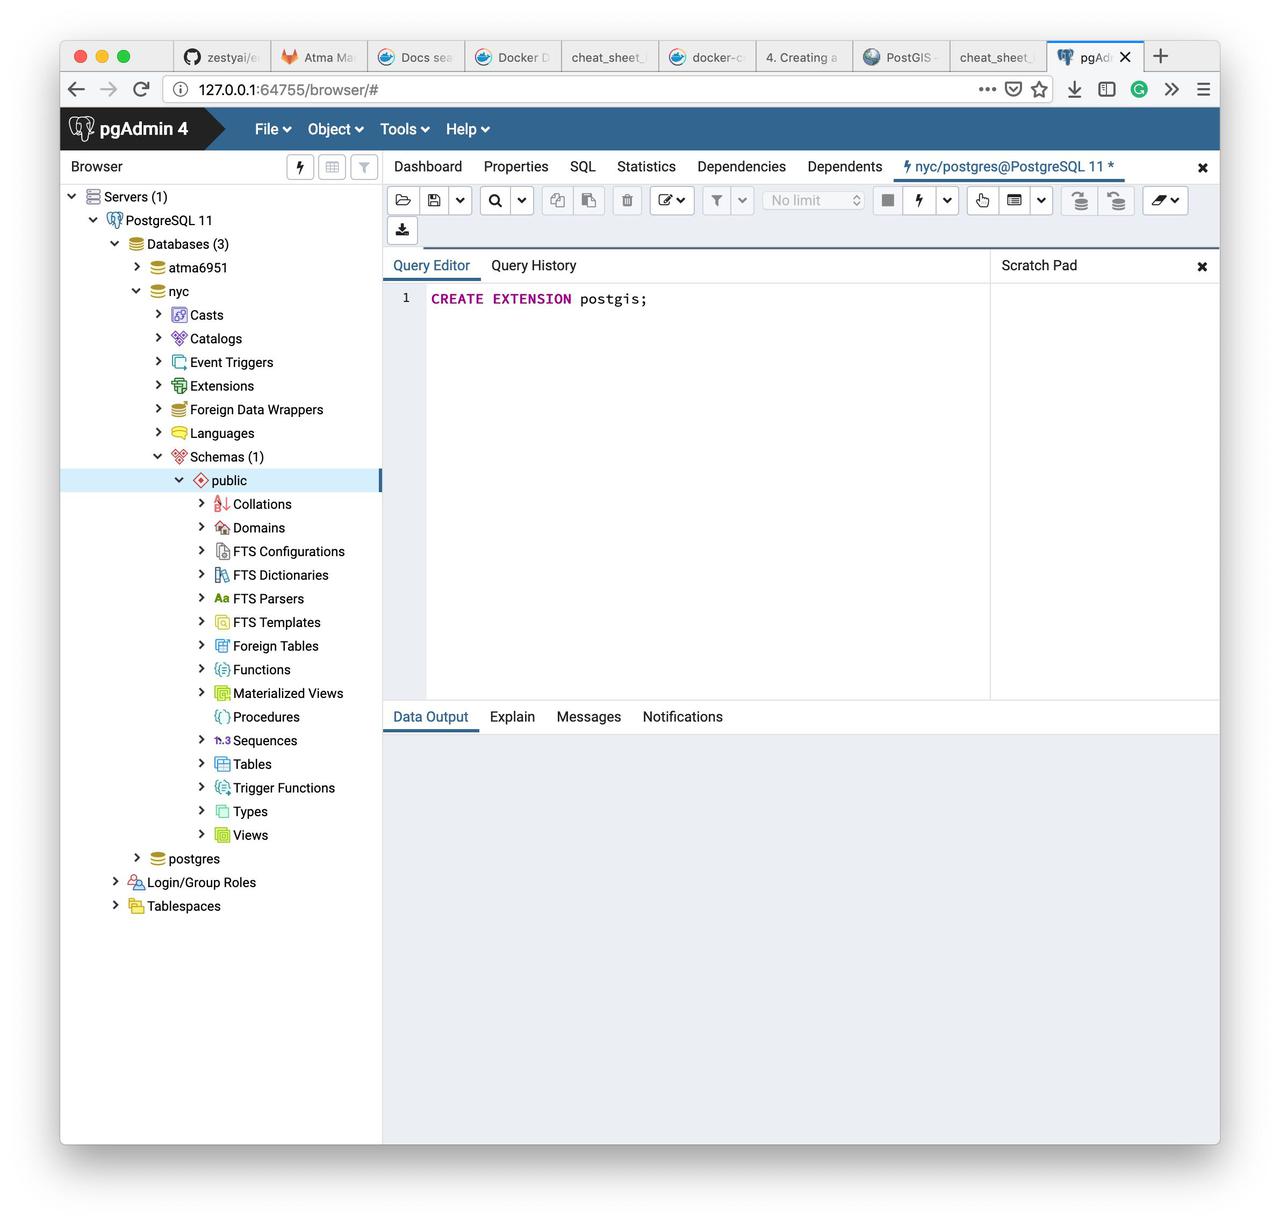 zestyai/e
Atma Ma
Docs sea
Docker D
cheat_sheet_
docker-c
4. Creating a
PostGIS -
cheat_sheet_
pgAd
127.0.0.1:64755/browser/#
pgAdmin 4
File
Object
Tools
Help
Browser
Dashboard
Properties
SQL
Statistics
Dependencies
Dependents
nyc/postgres@PostgreSQL 11 *
No limit
Servers (1)
PostgreSQL 11
Databases (3)
atma6951
nyc
Casts
Catalogs
Event Triggers
Extensions
Foreign Data Wrappers
Languages
Schemas (1)
public
Collations
Domains
FTS Configurations
FTS Dictionaries
Aa FTS Parsers
FTS Templates
Foreign Tables
Functions
Materialized Views
Procedures
1..3 Sequences
Tables
Trigger Functions
Types
Views
postgres
Login/Group Roles
Tablespaces
Query Editor
Query History
Scratch Pad
1 CREATE EXTENSION postgis;
Data Output
Explain
Messages
Notifications